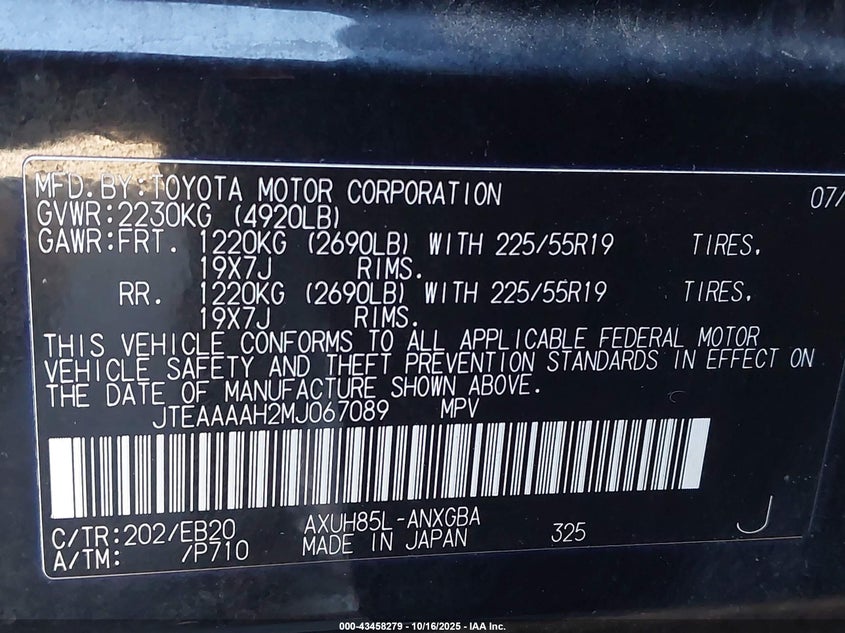 MFD.BY:TOYOTA MOTOR CORPORATION 07/
GVWR:2230KG (4920LB)
GAWR:FRT. 1220KG (2690LB) WITH 225/55R19 TIRES.
19X7J RIMS.
RR. 1220KG (2690LB) WITH 225/55R19 TIRES.
19X7J RIMS.
THIS VEHICLE CONFORMS TO ALL APPLICABLE FEDERAL MOTOR
VEHICLE SAFETY AND THEFT PREVENTION STANDARDS IN EFFECT ON
THE DATE OF MANUFACTURE SHOWN ABOVE.
JTEAAAAH2MJ067089 MPV
C/TR:202/EB20 AXUH85L-ANXGBA
A/TM: /P710 MADE IN JAPAN 325 J
000-43458279 - 10/16/2025 - IAA Inc.